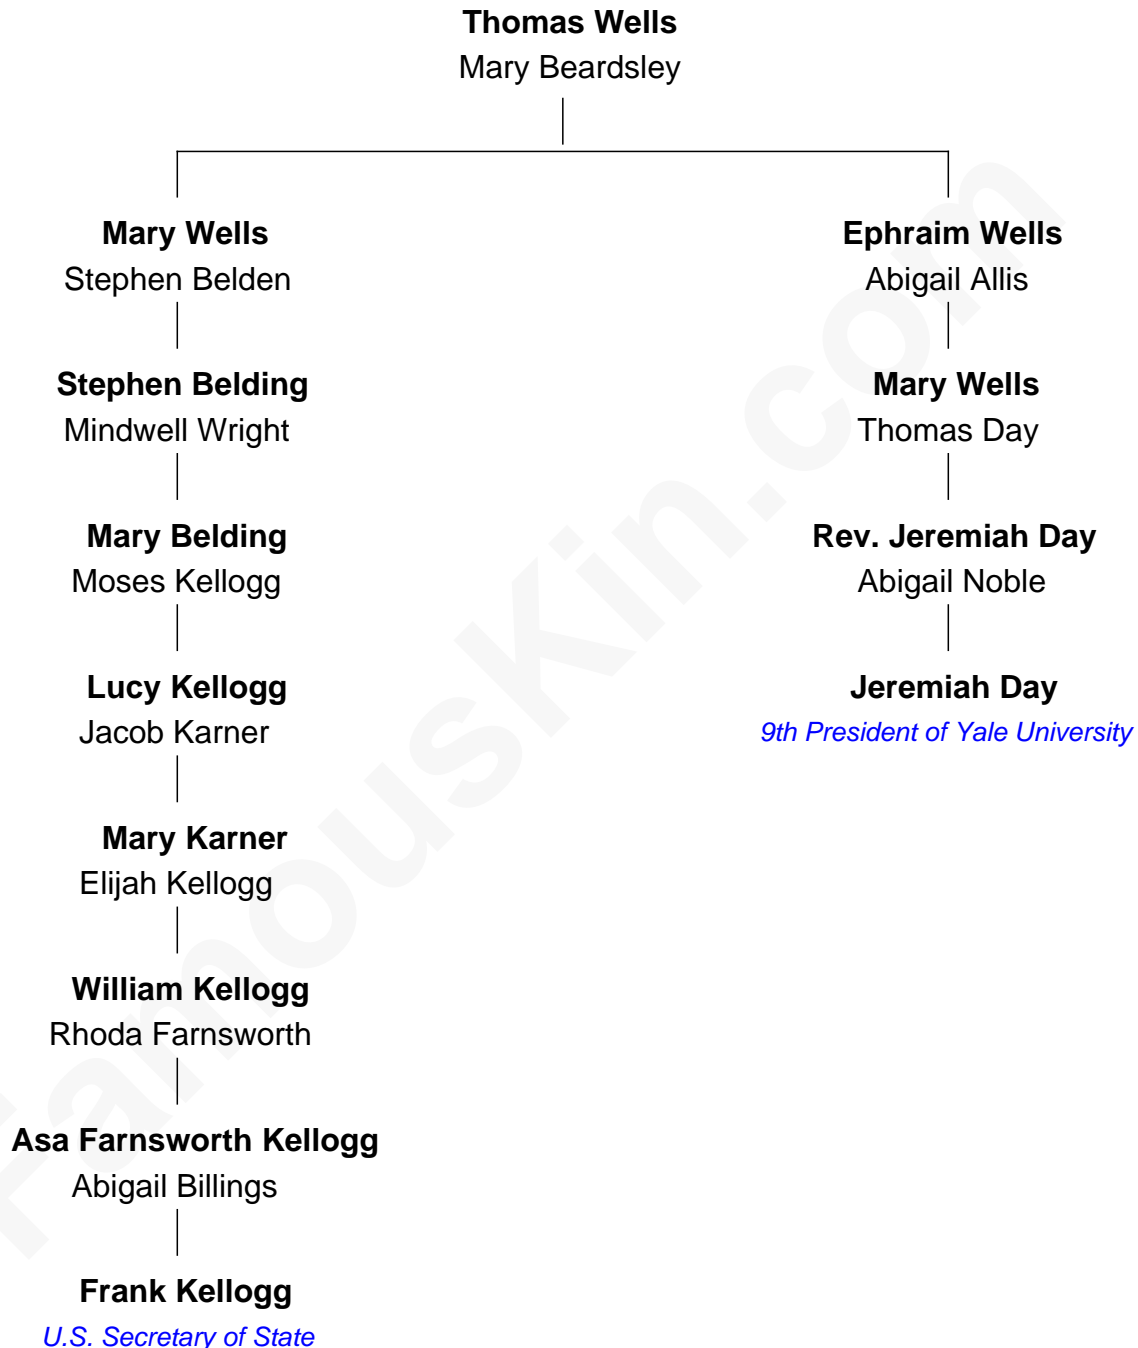 Thomas Wells
Mary Beardsley
Mary Wells
Stephen Belden
Stephen Belding
Mindwell Wright
Mary Belding
Moses Kellogg
Lucy Kellogg
Jacob Karner
Mary Karner
Elijah Kellogg
William Kellogg
Rhoda Farnsworth
Asa Farnsworth Kellogg
Abigail Billings
Frank Kellogg
U.S. Secretary of State
Ephraim Wells
Abigail Allis
Mary Wells
Thomas Day
Rev. Jeremiah Day
Abigail Noble
Jeremiah Day
9th President of Yale University
FamousKin.com